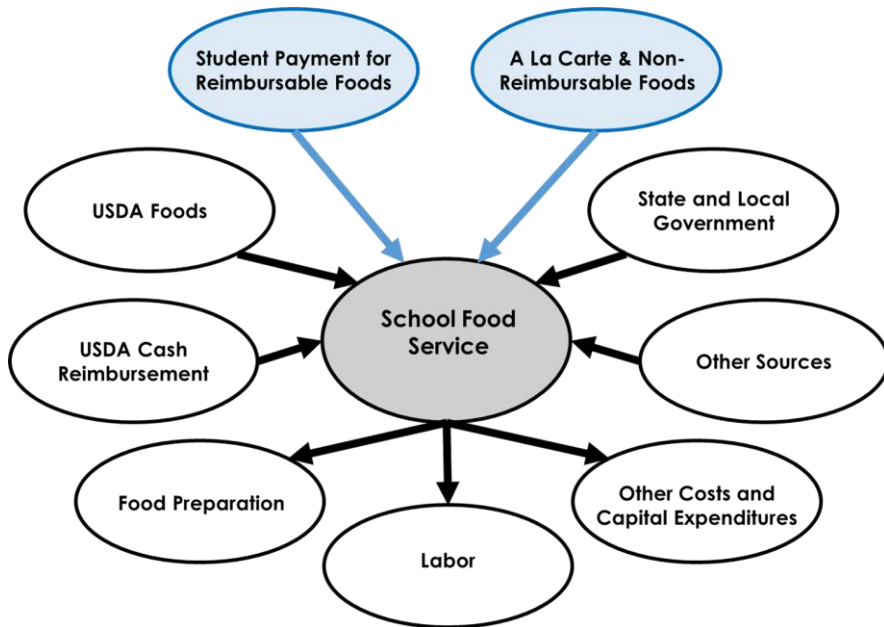 Student Payment for
Reimbursable Foods
A La Carte & Non-
Reimbursable Foods
USDA Foods
State and Local
Government
School Food
Service
USDA Cash
Reimbursement
Other Sources
Food Preparation
Other Costs and
Capital Expenditures
Labor